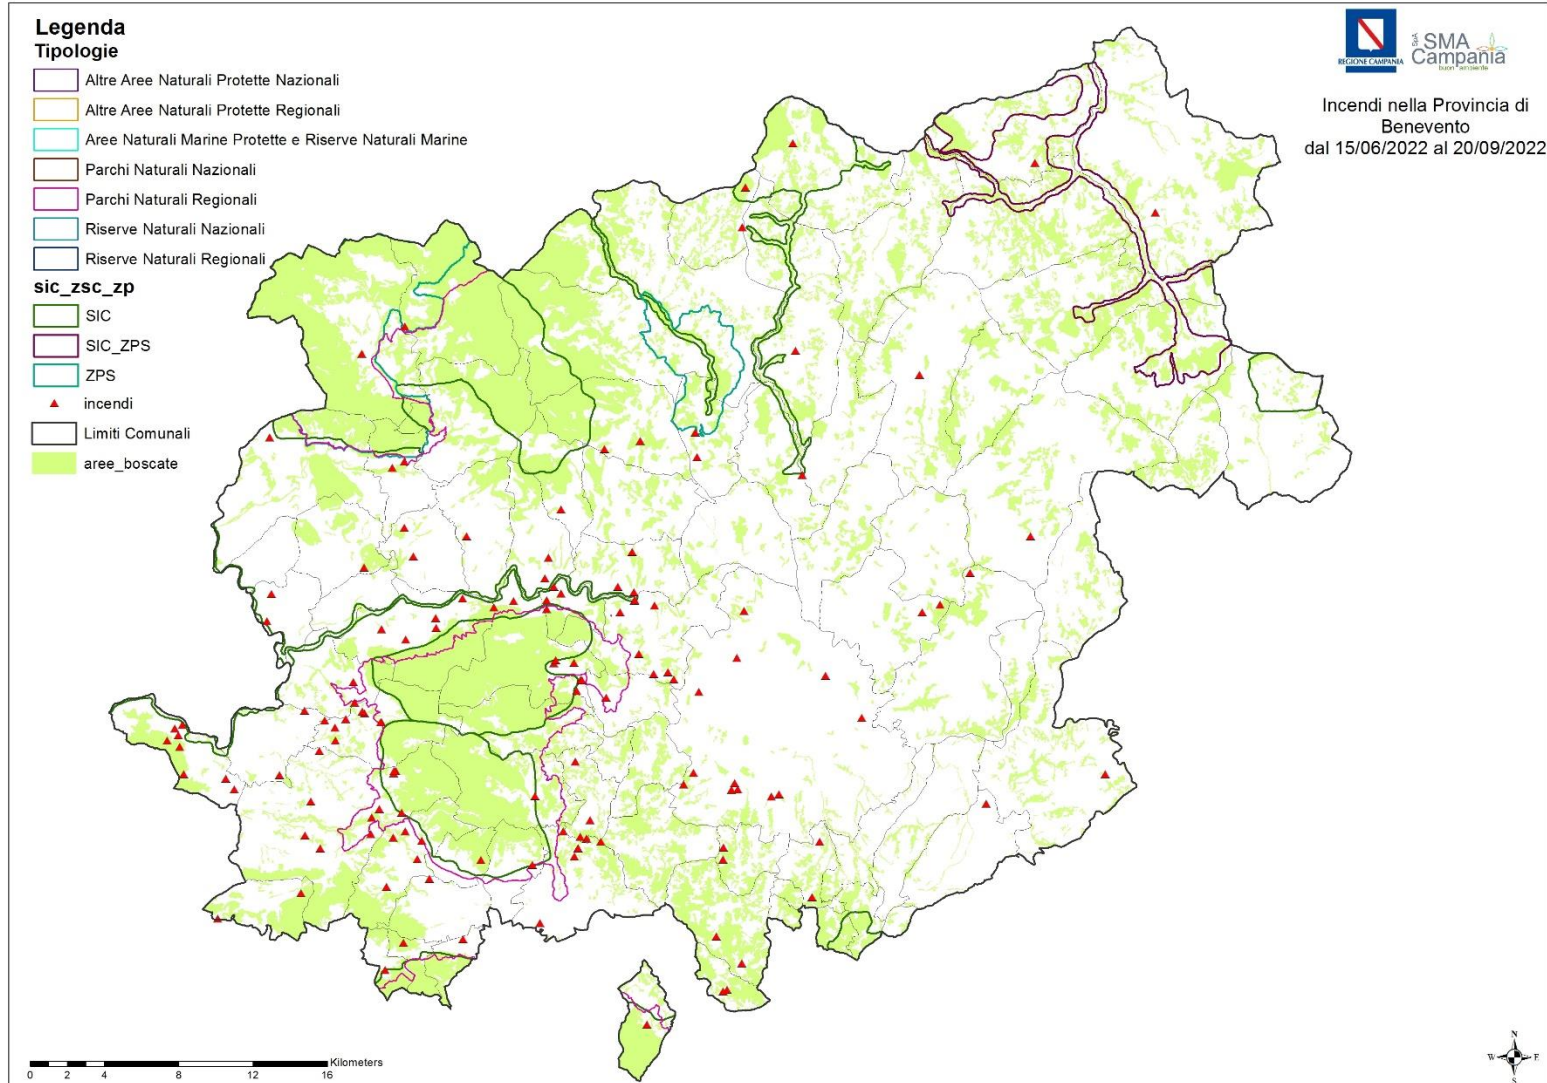 Legenda
Tipologie
Altre Aree Naturali Protette Nazionali
Altre Aree Naturali Protette Regionali
Aree Naturali Marine Protette e Riserve Naturali Marine
Parchi Naturali Nazionali
Parchi Naturali Regionali
Riserve Naturali Nazionali
Riserve Naturali Regionali
sic_zsc_zp
SIC
SIC_ZPS
ZPS
incendi
Limiti Comunali
aree_boscate
REGIONE CAMPANIA
SpA SMA
Campania
buon ambiente
Incendi nella Provincia di
Benevento
dal 15/06/2022 al 20/09/2022
Kilometers
0 2 4 8 12 16
N
W E
S